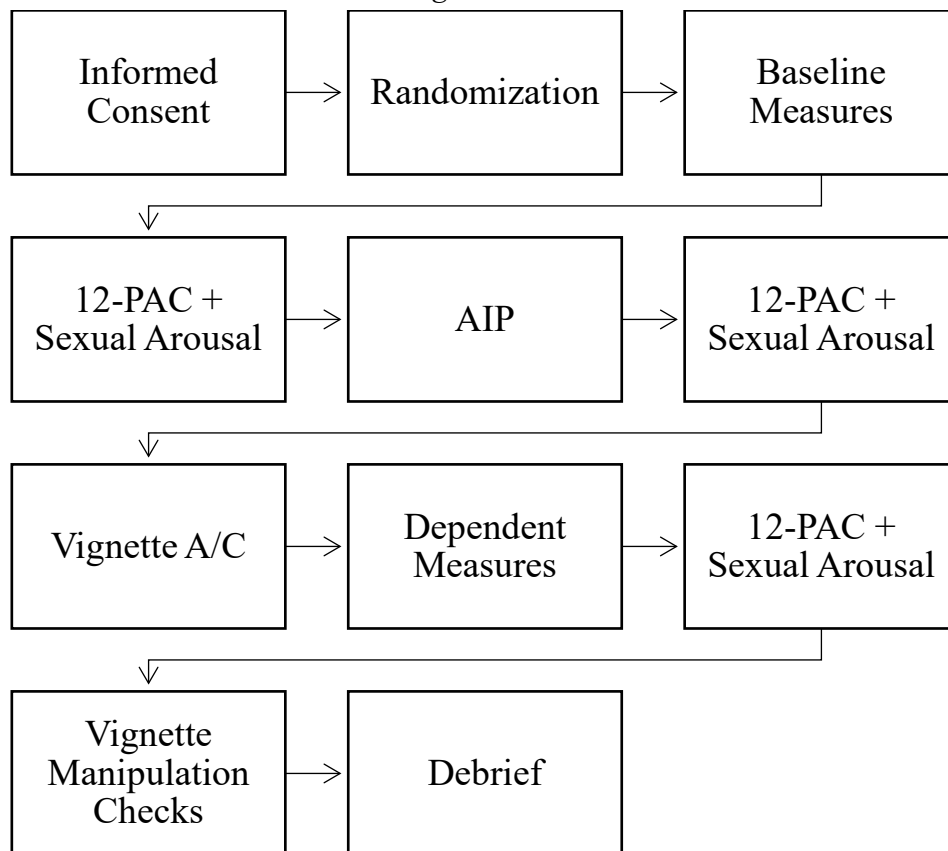 Informed
Consent
Randomization
Baseline
Measures
12-PAC +
Sexual Arousal
AIP
12-PAC +
Sexual Arousal
Vignette A/C
Dependent
Measures
12-PAC +
Sexual Arousal
Vignette
Manipulation
Checks
Debrief